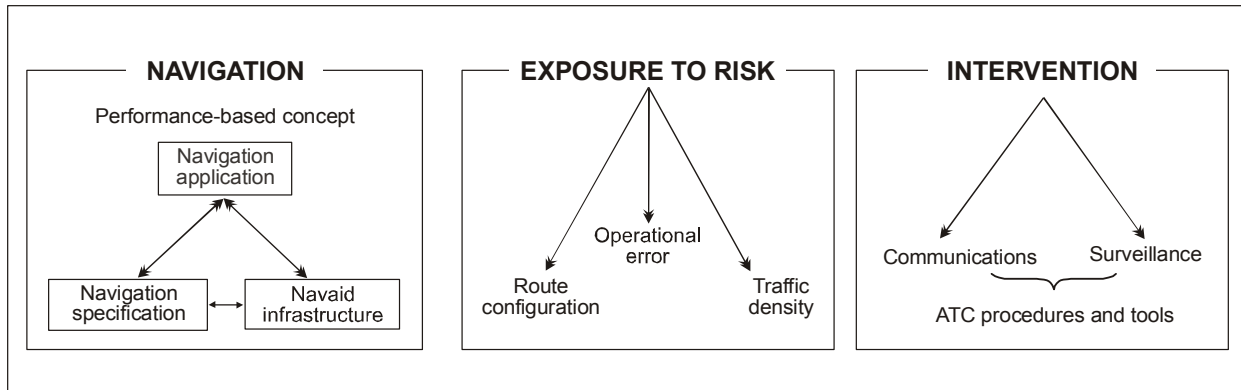 NAVIGATION
Performance-based concept
Navigation
application
Navigation
specification
Navaid
infrastructure
EXPOSURE TO RISK
Operational
error
Route
configuration
Traffic
density
INTERVENTION
Communications
Surveillance
ATC procedures and tools